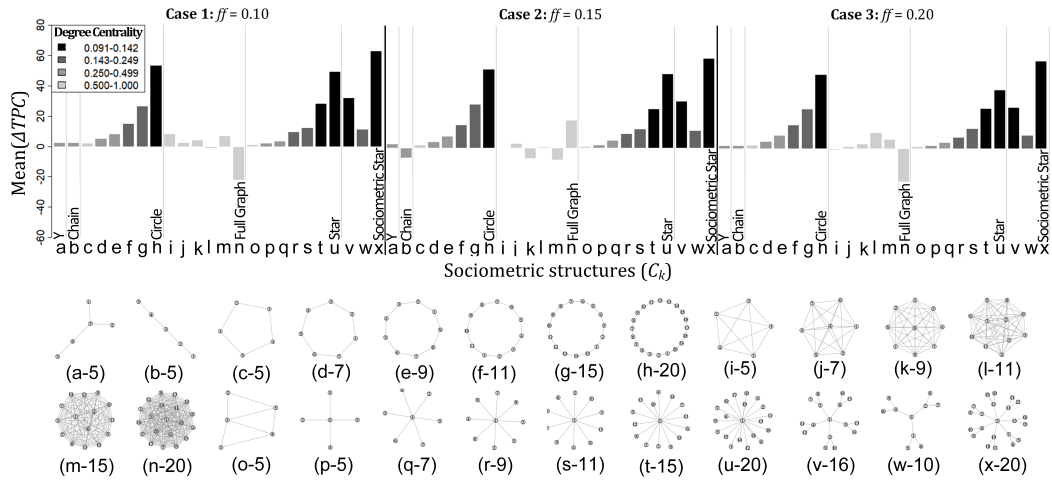 Case 1: ff = 0.10
Case 2: ff = 0.15
Case 3: ff = 0.20
Mean(ΔTPC)
80
60
40
20
0
-20
-40
-60
Degree Centrality
0.091-0.142
0.143-0.249
0.250-0.499
0.500-1.000
Y
Chain
Circle
Full Graph
Star
Sociometric Star
Y
Chain
Circle
Full Graph
Star
Sociometric Star
Y
Chain
Circle
Full Graph
Star
Sociometric Star
a b c d e f g h i j k l m n o p q r s t u v w x
a b c d e f g h i j k l m n o p q r s t u v w x
a b c d e f g h i j k l m n o p q r s t u v w x
Sociometric structures (Ck)
(a-5) (b-5) (c-5) (d-7) (e-9) (f-11) (g-15) (h-20) (i-5) (j-7) (k-9) (l-11)
(m-15) (n-20) (o-5) (p-5) (q-7) (r-9) (s-11) (t-15) (u-20) (v-16) (w-10) (x-20)